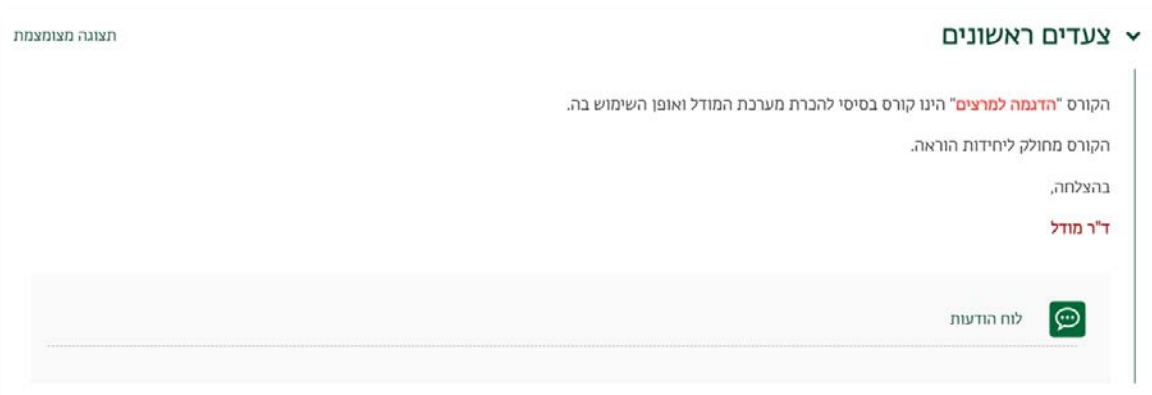 צעדים ראשונים
תצוגה מצומצמת
הקורס "הדגמה למרצים" הינו קורס בסיסי להכרת מערכת המודל ואופן השימוש בה.
הקורס מחולק ליחידות הוראה.
בהצלחה,
ד"ר מודל
לוח הודעות